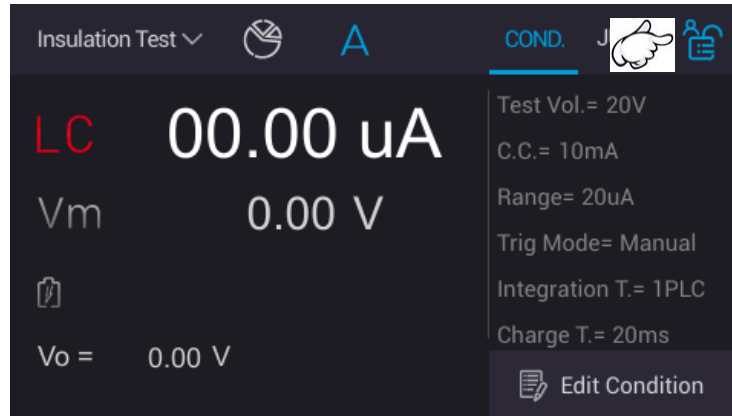 Insulation Test
A
COND.
J
LC 00.00 uA
Vm 0.00 V
Vo = 0.00 V
Test Vol.= 20V
C.C.= 10mA
Range= 20uA
Trig Mode= Manual
Integration T.= 1PLC
Charge T.= 20ms
Edit Condition